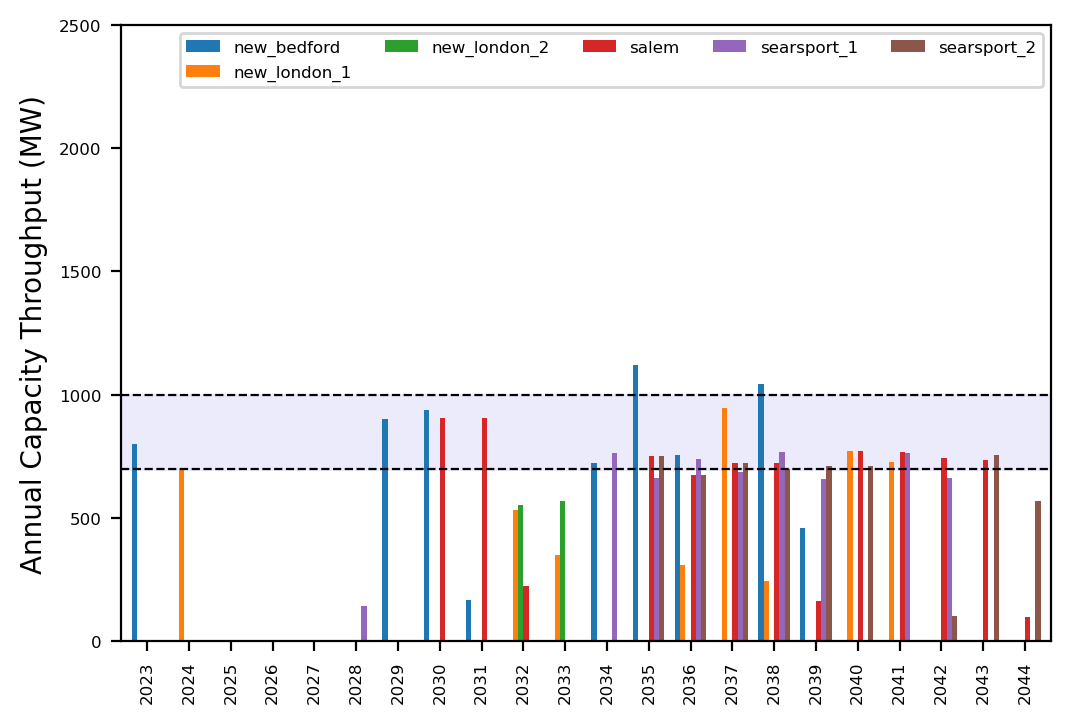 Annual Capacity Throughput (MW)
2500
2000
1500
1000
500
0
new_bedford new_london_2 salem searsport_1 searsport_2
new_london_1
2023 2024 2025 2026 2027 2028 2029 2030 2031 2032 2033 2034 2035 2036 2037 2038 2039 2040 2041 2042 2043 2044